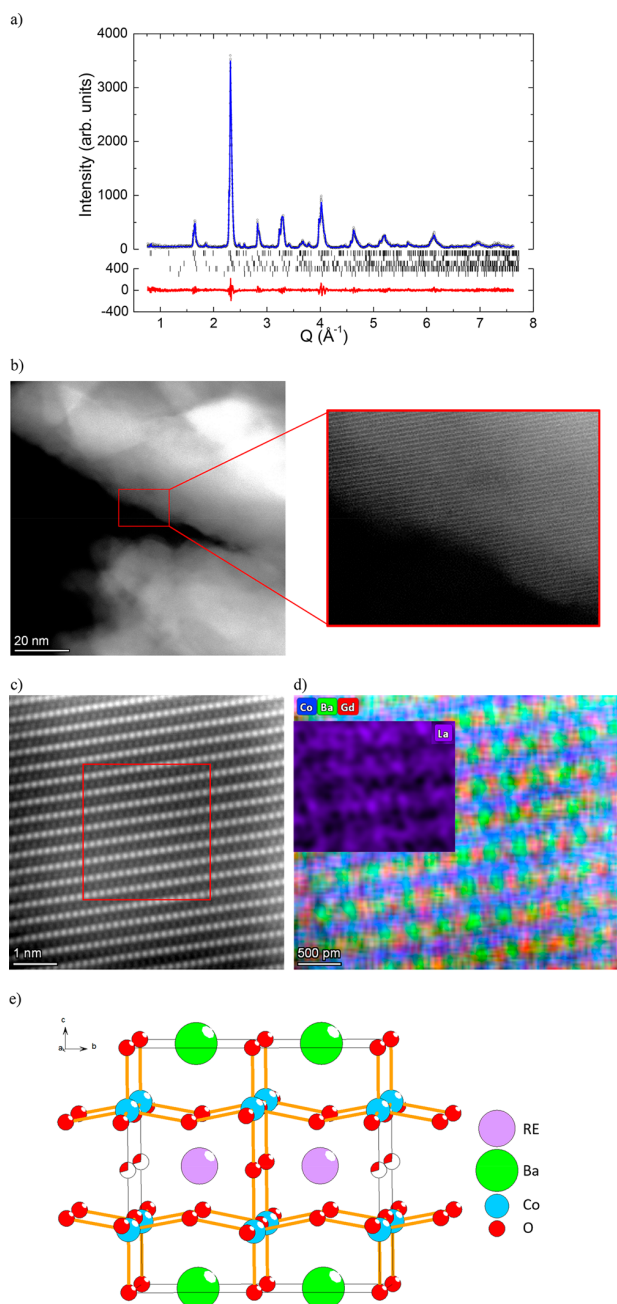 a)
4000
3000
2000
1000
0
400
0
-400
Intensity (arb. units)
0 1 2 3 4 5 6 7 8
Q (Å⁻¹)
b)
20 nm
c)
1 nm
d)
Co Ba Gd
La
500 pm
e)
c
a b
RE
Ba
Co
O